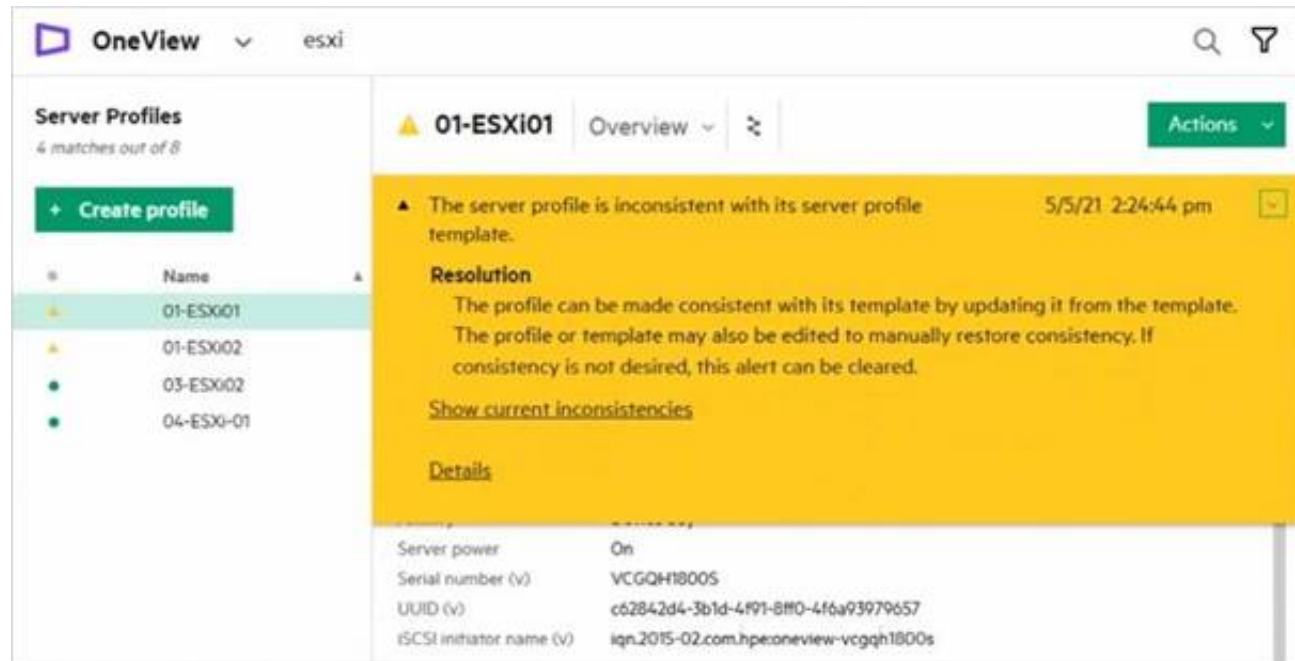 OneView
esxi
Server Profiles
4 matches out of 8
+ Create profile
Name
01-ESXi01
01-ESXi02
03-ESXi02
04-ESXi-01
01-ESXi01
Overview
Actions
The server profile is inconsistent with its server profile
template.
5/5/21 2:24:44 pm
Resolution
The profile can be made consistent with its template by updating it from the template.
The profile or template may also be edited to manually restore consistency. If
consistency is not desired, this alert can be cleared.
Show current inconsistencies
Details
Server power
On
Serial number (v)
VCGQH1800S
UUID (v)
c62842d4-3b1d-4f91-8ff0-4f6a93979657
iSCSI initiator name (v)
iqn.2015-02.com.hpe:oneview-vcgqh1800s